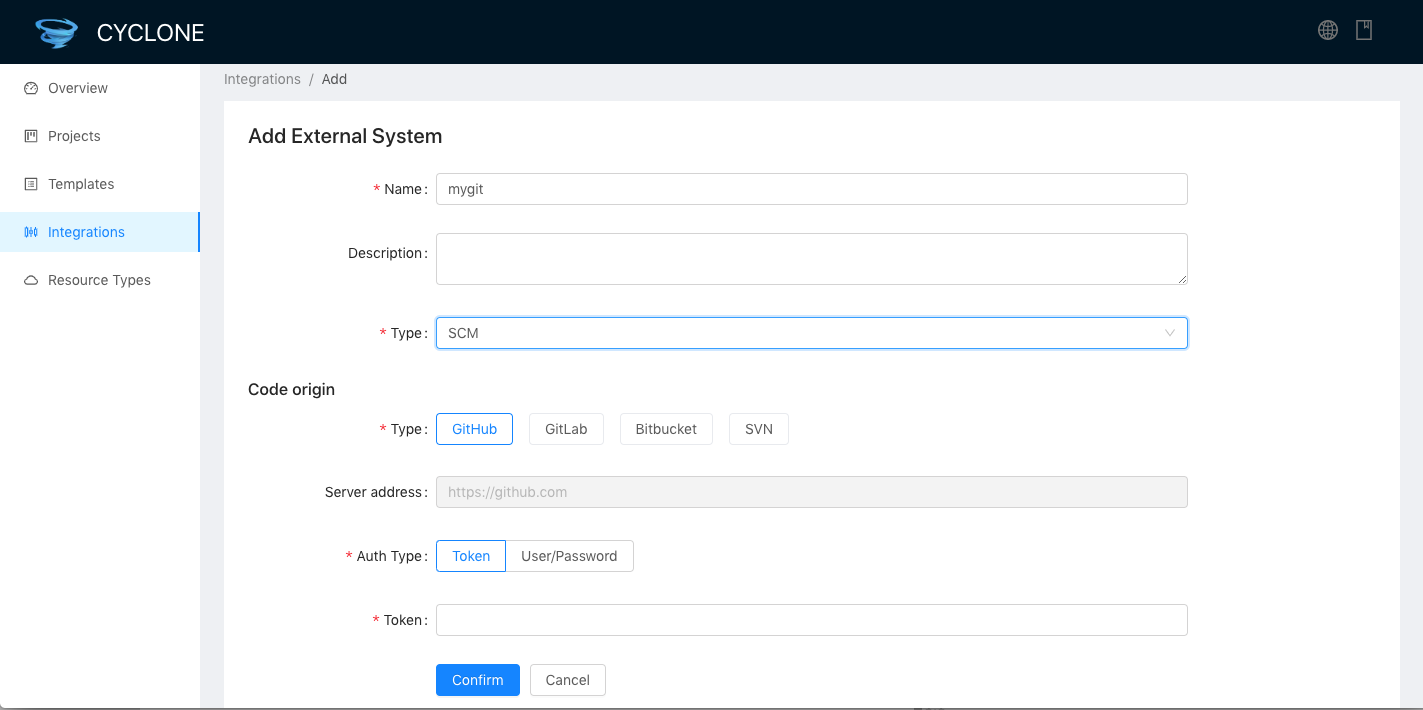 CYCLONE
Overview
Projects
Templates
Integrations
Resource Types
Integrations / Add
Add External System
* Name: mygit
Description:
* Type: SCM
Code origin
* Type: GitHub GitLab Bitbucket SVN
Server address: https://github.com
* Auth Type: Token User/Password
* Token:
Confirm Cancel